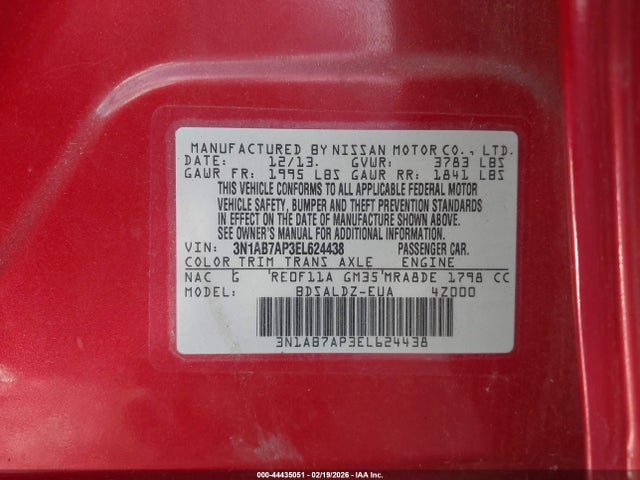 MANUFACTURED BY NISSAN MOTOR CO., LTD.
DATE: 12/13. GVWR: 3783 LBS
GAWR FR: 1995 LBS GAWR RR: 1841 LBS
THIS VEHICLE CONFORMS TO ALL APPLICABLE FEDERAL MOTOR
VEHICLE SAFETY, BUMPER AND THEFT PREVENTION STANDARDS
IN EFFECT ON THE DATE OF MANUFACTURE SHOWN ABOVE.
SEE OWNER'S MANUAL FOR ADDITIONAL INFORMATION.
VIN: 3N1AB7AP3EL624438 PASSENGER CAR.
COLOR TRIM TRANS AXLE ENGINE
NAC G RE0F11A GM35 MRA8DE 1798 CC
MODEL: BDSALDZ-EUA 4Z000
3N1AB7AP3EL624438
000-44435051 - 02/19/2026 - IAA Inc.